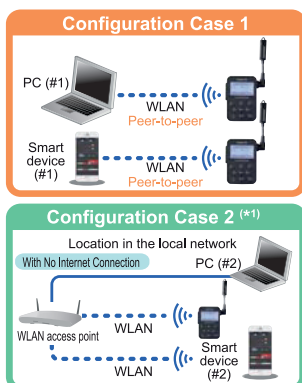 Configuration Case 1
PC (#1)
WLAN
Peer-to-peer
Smart
device
(#1)
WLAN
Peer-to-peer
Configuration Case 2 (*1)
Location in the local network
With No Internet Connection
PC (#2)
WLAN access point
WLAN
Smart
device
(#2)
WLAN